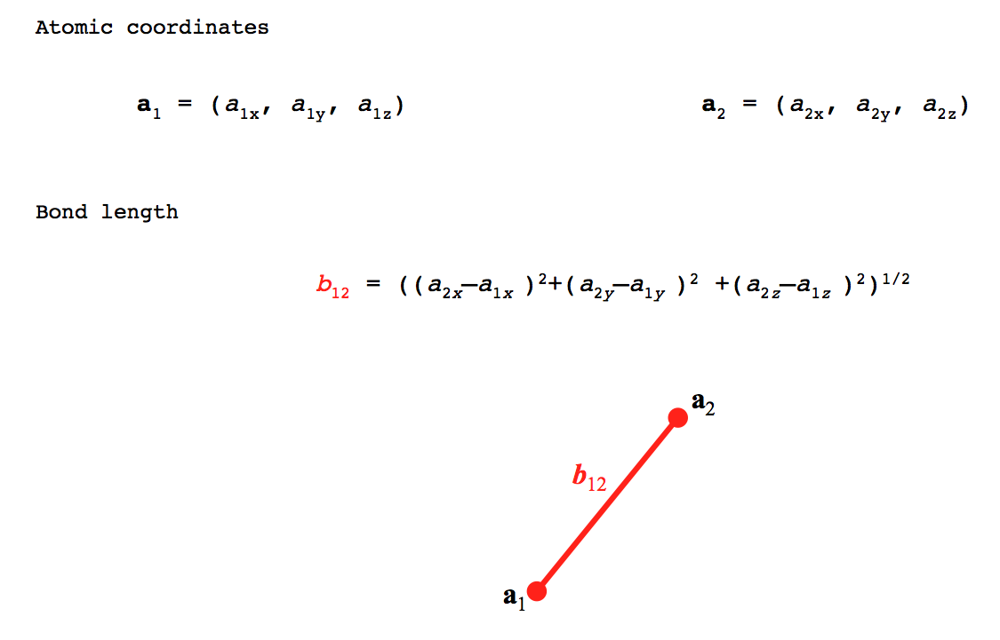 Atomic coordinates
a₁ = (a₁ₓ, a₁y, a₁z) a₂ = (a₂ₓ, a₂y, a₂z)
Bond length
b₁₂ = ((a₂ₓ–a₁ₓ )²+(a₂y–a₁y )² +(a₂z–a₁z )²)¹/²
a₂
b₁₂
a₁